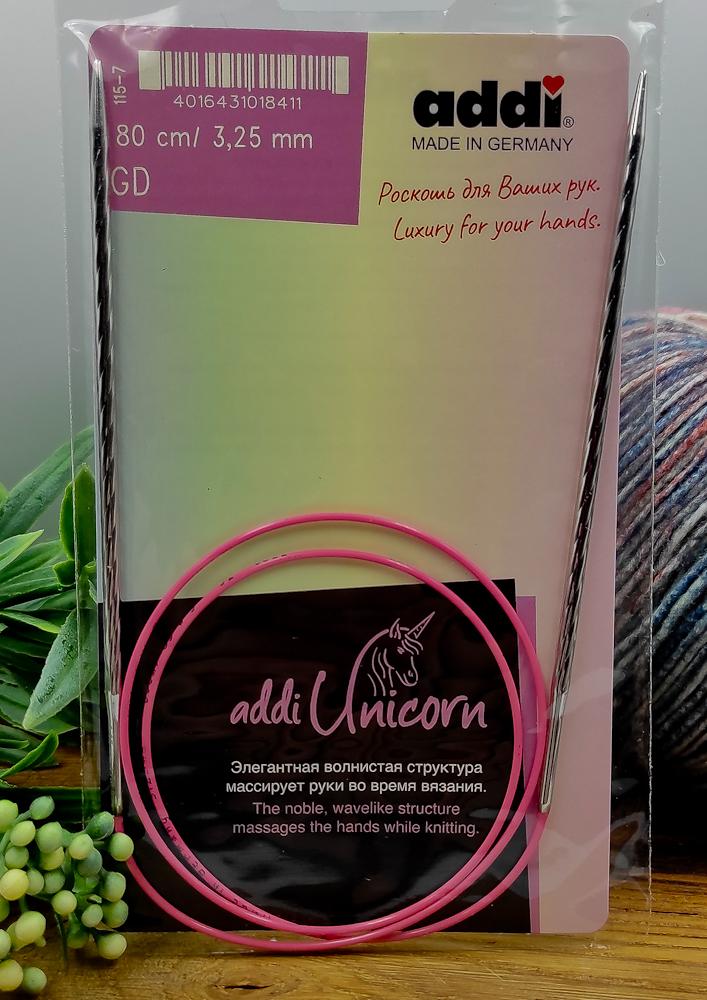 115-7
4016431018411
80 cm/ 3,25 mm
GD
addi®
MADE IN GERMANY
Роскошь для Ваших рук.
Luxury for your hands.
addi Unicorn
Элегантная волнистая структура
массирует руки во время вязания.
The noble, wavelike structure
massages the hands while knitting.